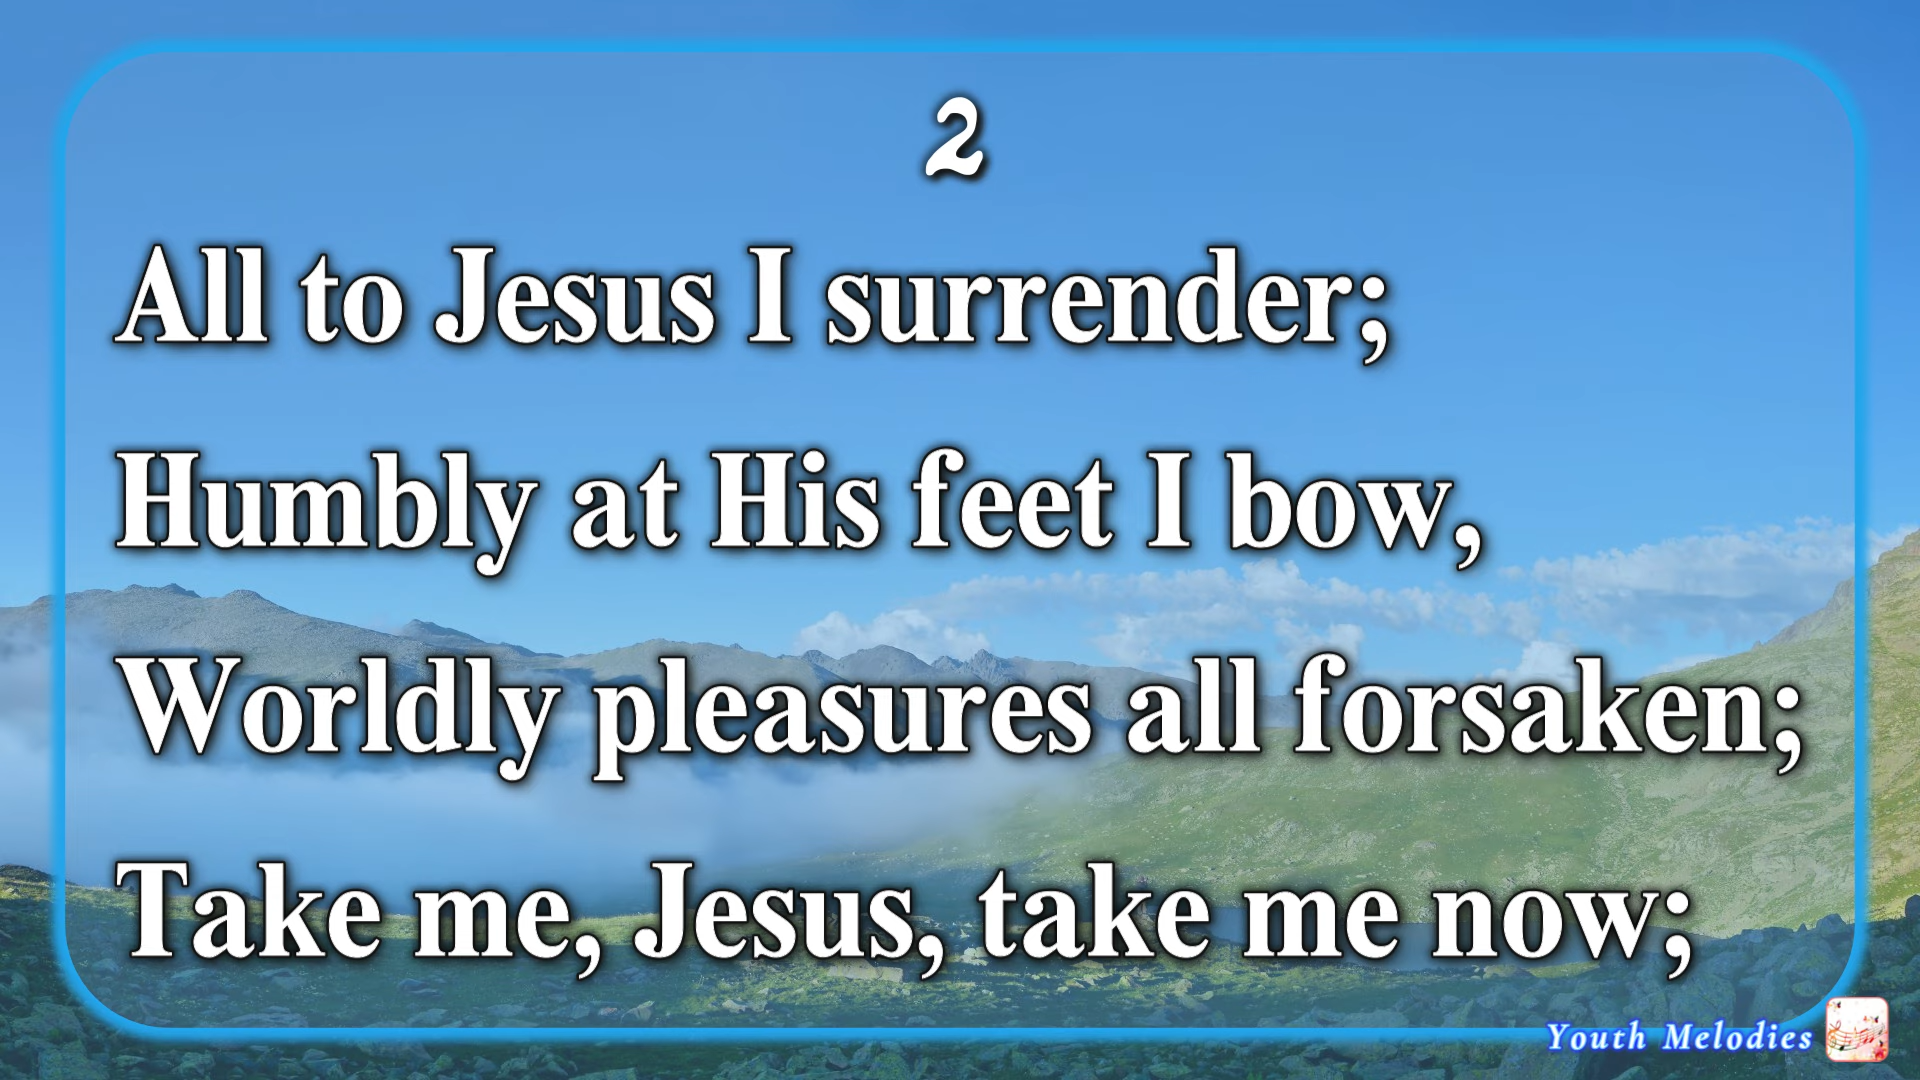 2
All to Jesus I surrender;
Humbly at His feet I bow,
Worldly pleasures all forsaken;
Take me, Jesus, take me now;
Youth Melodies